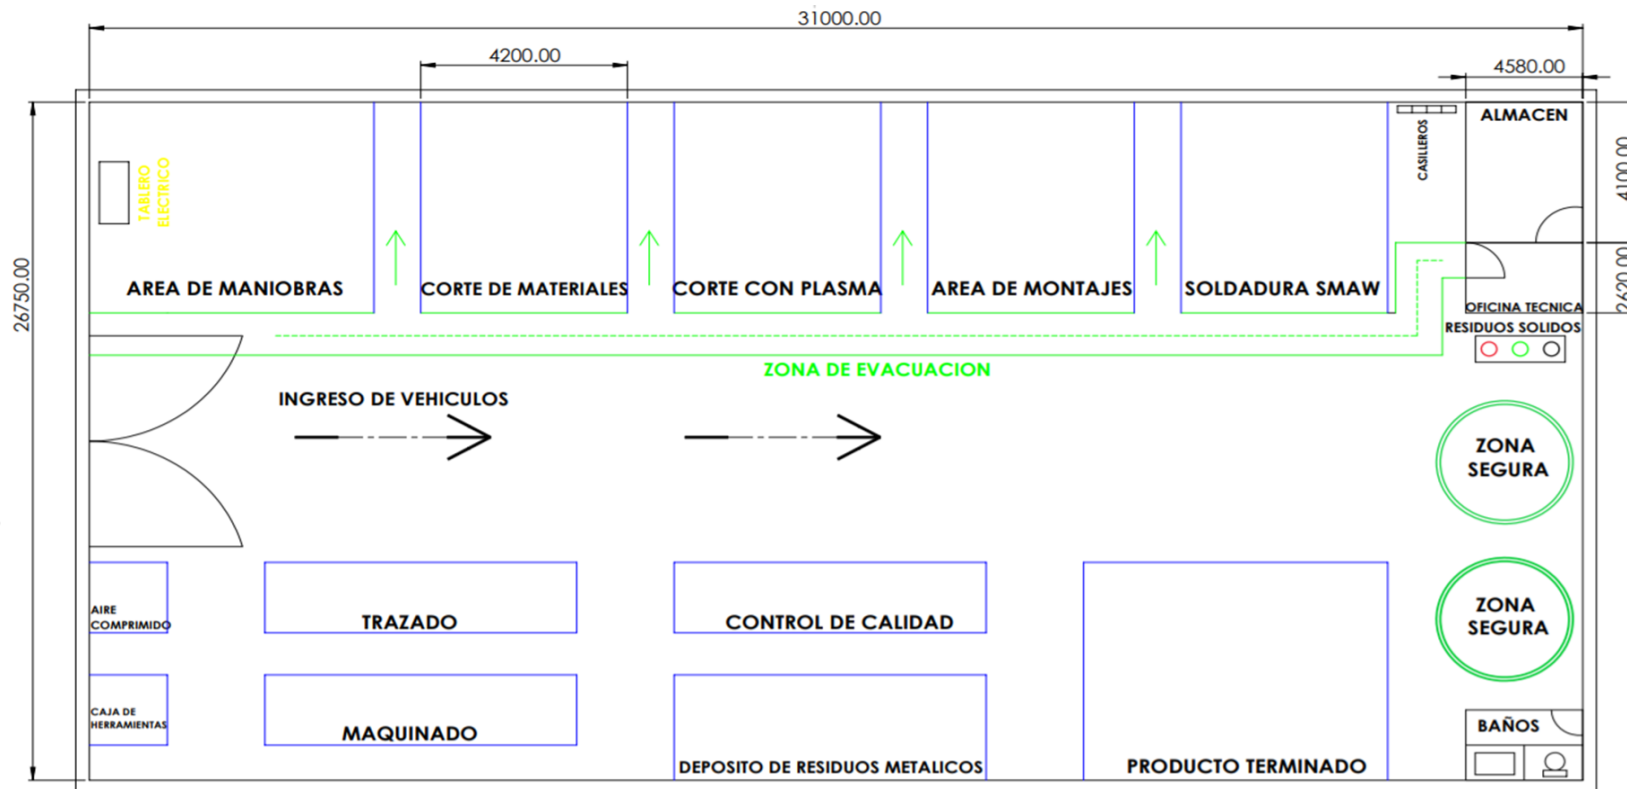 31000.00
4200.00
4580.00
ALMACEN
CASILLEROS
4100.00
TABLERO
ELECTRICO
26750.00
AREA DE MANIOBRAS
CORTE DE MATERIALES
CORTE CON PLASMA
AREA DE MONTAJES
SOLDADURA SMAW
2620.00
OFICINA TECNICA
RESIDUOS SOLIDOS
ZONA DE EVACUACION
INGRESO DE VEHICULOS
ZONA
SEGURA
AIRE
COMPRIMIDO
TRAZADO
CONTROL DE CALIDAD
ZONA
SEGURA
CAJA DE
HERRAMIENTAS
MAQUINADO
DEPOSITO DE RESIDUOS METALICOS
PRODUCTO TERMINADO
BAÑOS